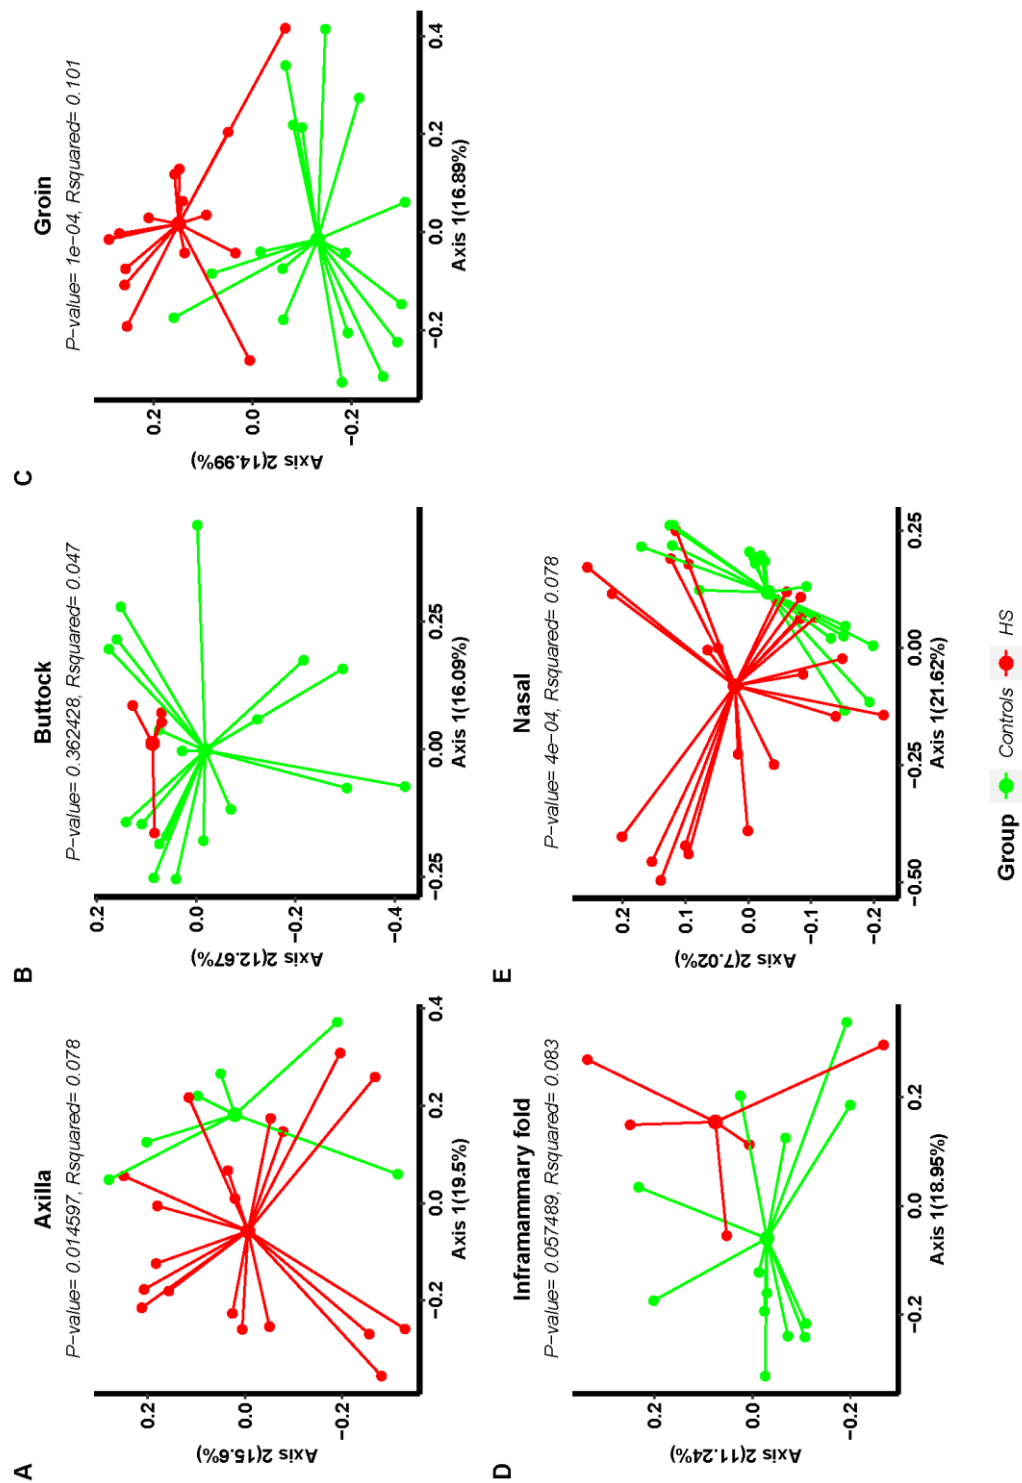 A
Axilla
P-value= 0.014597, Rsquared= 0.078
Axis 2(15.6%)
0.2
0.0
−0.2
−0.2
0.0
0.2
0.4
Axis 1(19.5%)
B
Buttock
P-value= 0.362428, Rsquared= 0.047
Axis 2(12.67%)
0.2
0.0
−0.2
−0.4
−0.25
0.00
0.25
Axis 1(16.09%)
C
Groin
P-value= 1e-04, Rsquared= 0.101
Axis 2(14.99%)
0.2
0.0
−0.2
−0.2
0.0
0.2
0.4
Axis 1(16.89%)
D
Inframammary fold
P-value= 0.057489, Rsquared= 0.083
Axis 2(11.24%)
0.2
0.0
−0.2
−0.2
0.0
0.2
Axis 1(18.95%)
E
Nasal
P-value= 4e-04, Rsquared= 0.078
Axis 2(7.02%)
0.2
0.1
0.0
−0.1
−0.2
−0.50
−0.25
0.00
0.25
Axis 1(21.62%)
Group Controls HS